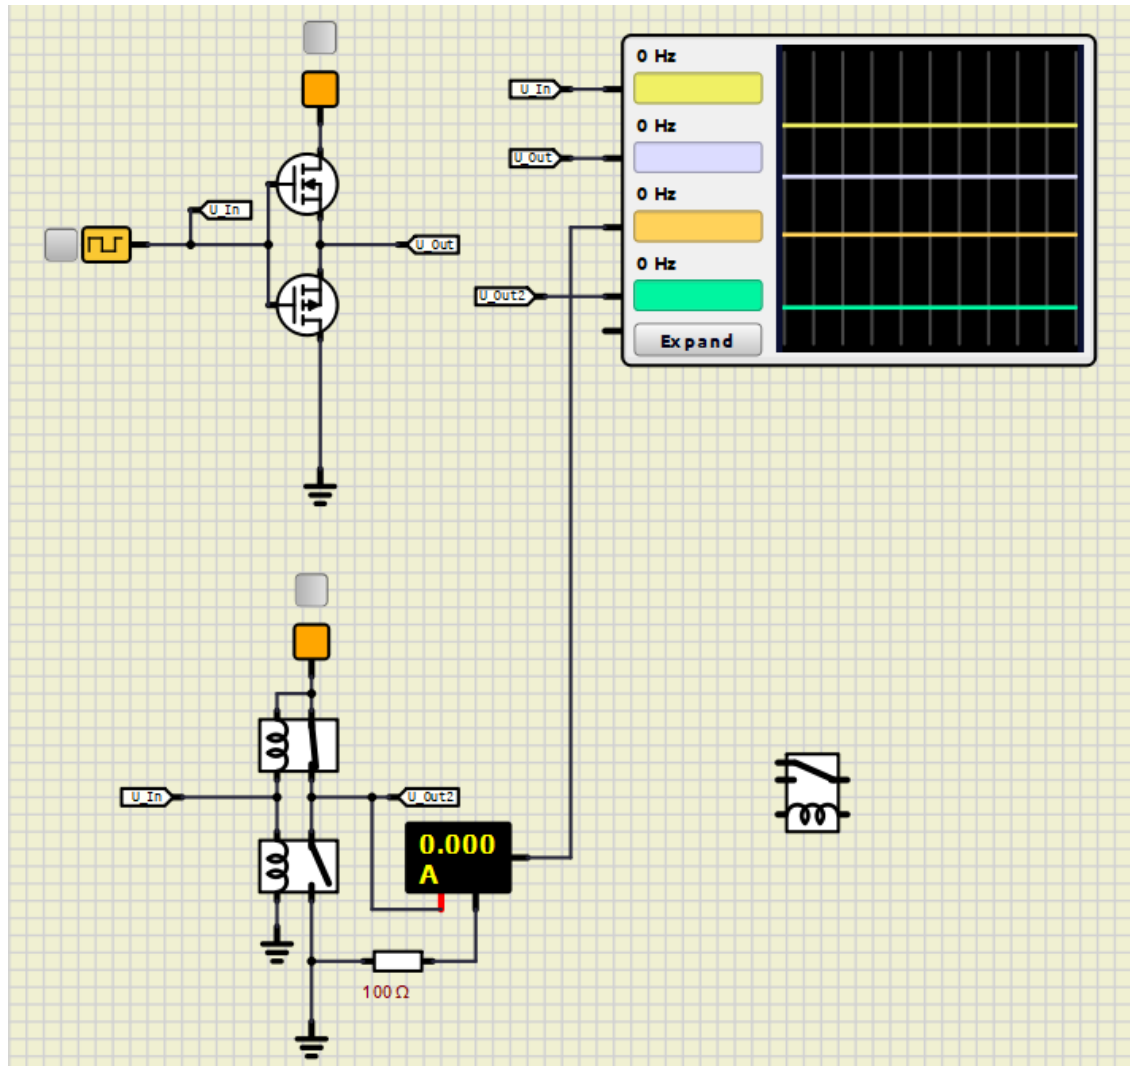 0 Hz
U_In
0 Hz
U_Out
0 Hz
U_In
U_Out
0 Hz
U_Out2
Expand
U_In
U_Out2
0.000
A
100 Ω